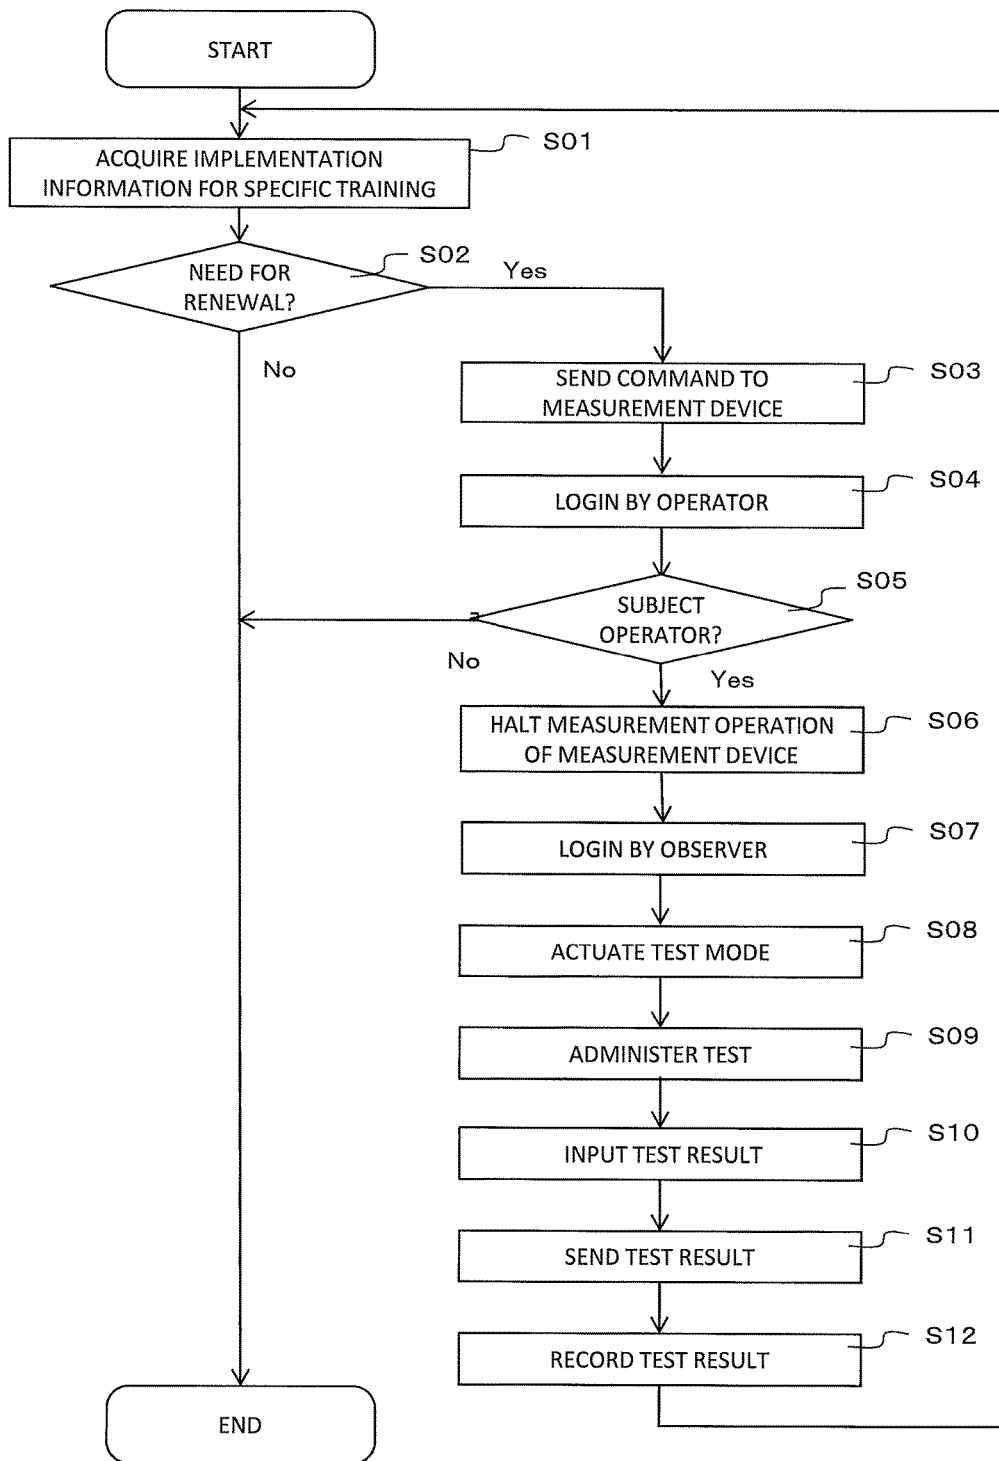 START
S01
ACQUIRE IMPLEMENTATION
INFORMATION FOR SPECIFIC TRAINING
S02
NEED FOR
RENEWAL?
Yes
No
S03
SEND COMMAND TO
MEASUREMENT DEVICE
S04
LOGIN BY OPERATOR
S05
SUBJECT
OPERATOR?
No
Yes
S06
HALT MEASUREMENT OPERATION
OF MEASUREMENT DEVICE
S07
LOGIN BY OBSERVER
S08
ACTUATE TEST MODE
S09
ADMINISTER TEST
S10
INPUT TEST RESULT
S11
SEND TEST RESULT
S12
RECORD TEST RESULT
END